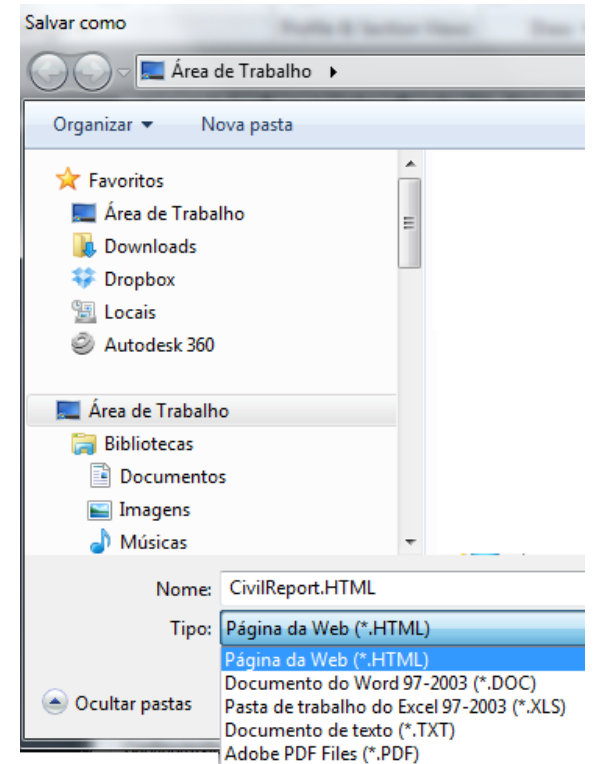 Salvar como
Profile & Section Views
Área de Trabalho
Organizar
Nova pasta
Favoritos
Área de Trabalho
Downloads
Dropbox
Locais
Autodesk 360
Área de Trabalho
Bibliotecas
Documentos
Imagens
Músicas
Nome: CivilReport.HTML
Tipo: Página da Web (*.HTML)
Página da Web (*.HTML)
Documento do Word 97-2003 (*.DOC)
Pasta de trabalho do Excel 97-2003 (*.XLS)
Documento de texto (*.TXT)
Adobe PDF Files (*.PDF)
Ocultar pastas